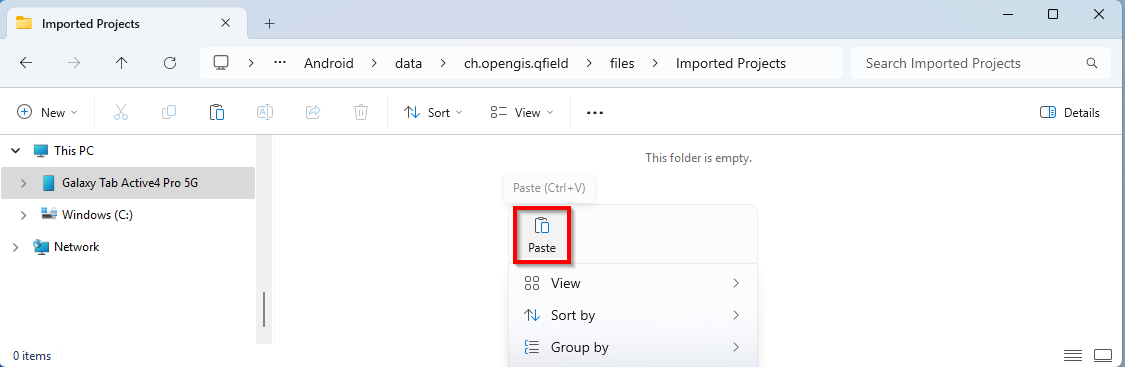 Imported Projects
Android data ch.opengis.qfield files Imported Projects
Search Imported Projects
New Sort View Details
This PC
This folder is empty.
Galaxy Tab Active4 Pro 5G
Paste (Ctrl+V)
Windows (C:)
Network
Paste
View
Sort by
Group by
0 items